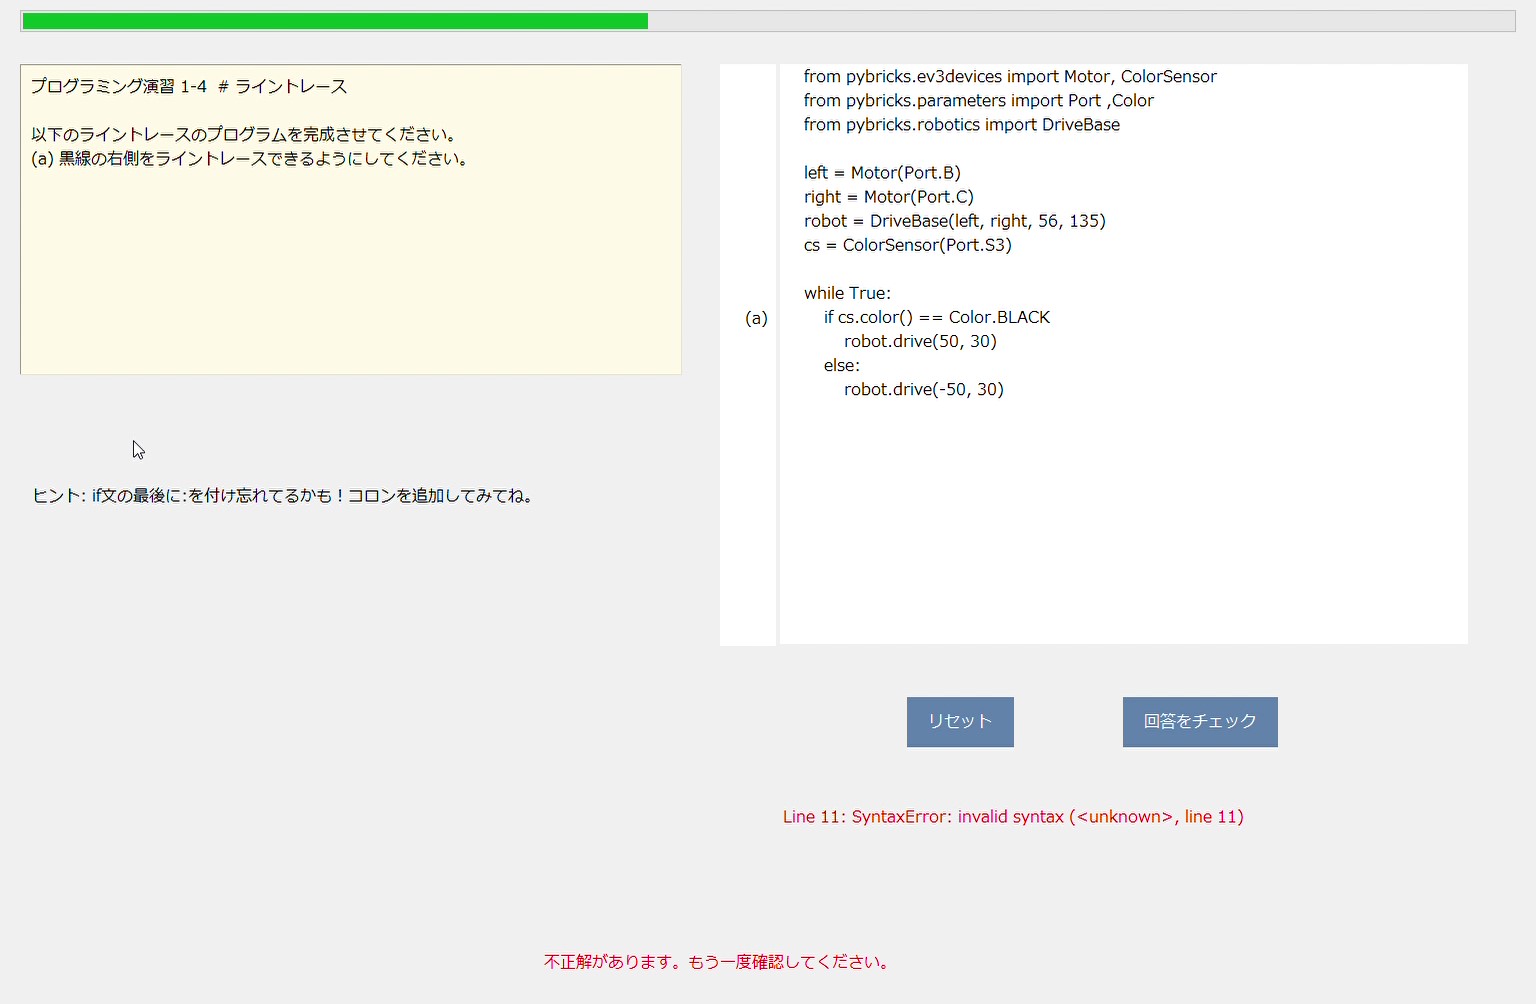 プログラミング演習 1-4  # ライントレース
以下のライントレースのプログラムを完成させてください。
(a) 黒線の右側をライントレースできるようにしてください。
ヒント: if文の最後に:を付け忘れてるかも！コロンを追加してみてね。
from pybricks.ev3devices import Motor, ColorSensor
from pybricks.parameters import Port ,Color
from pybricks.robotics import DriveBase
left = Motor(Port.B)
right = Motor(Port.C)
robot = DriveBase(left, right, 56, 135)
cs = ColorSensor(Port.S3)
while True:
(a) if cs.color() == Color.BLACK
robot.drive(50, 30)
else:
robot.drive(-50, 30)
リセット 回答をチェック
Line 11: SyntaxError: invalid syntax (<unknown>, line 11)
不正解があります。もう一度確認してください。